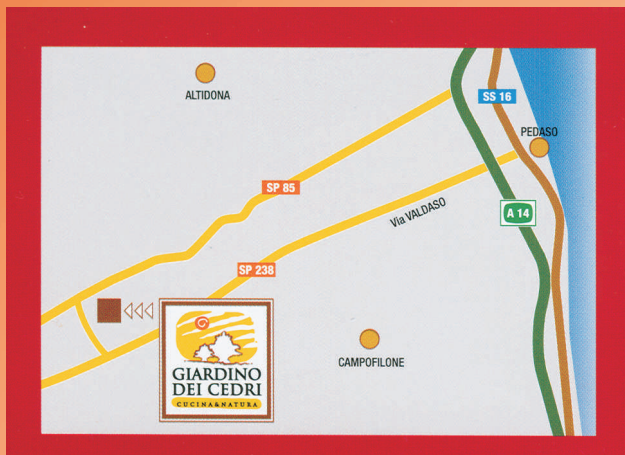 ALTIDONA
SS 16
PEDASO
SP 85
Via VALDASO
A 14
SP 238
CAMPOFILONE
GIARDINO
DEI CEDRI
CUCINA&NATURA